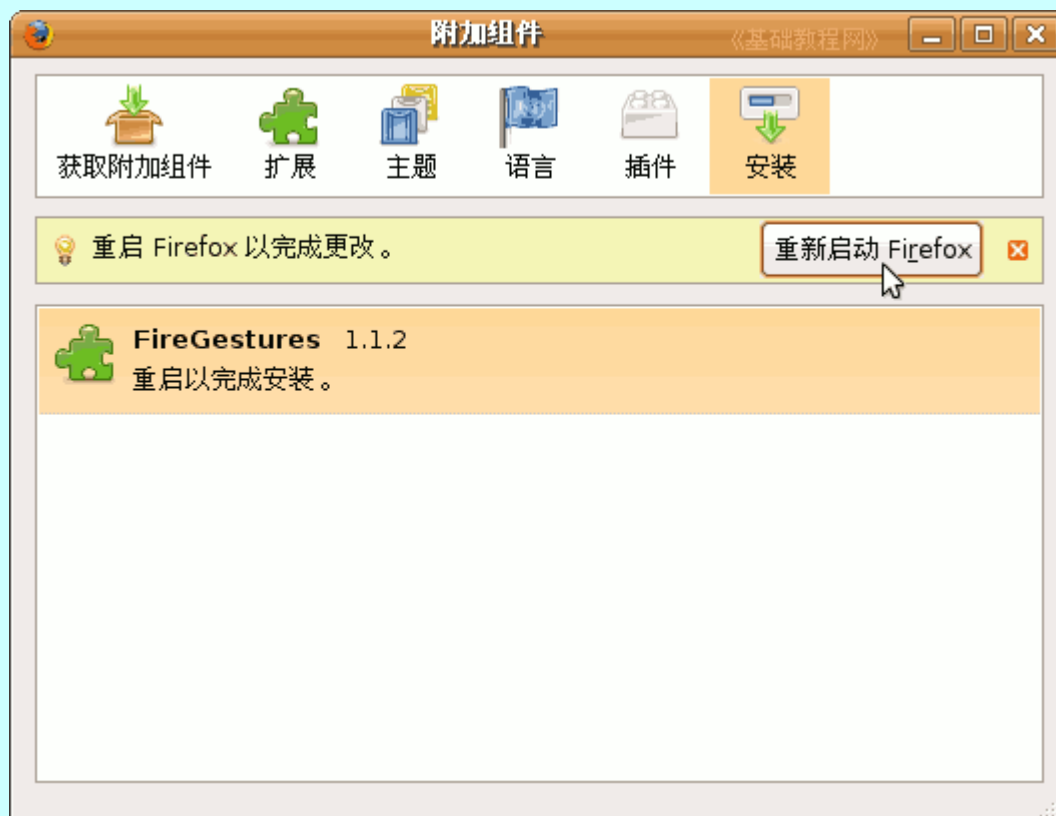 附加组件 《基础教程网》
获取附加组件 扩展 主题 语言 插件 安装
重启 Firefox 以完成更改。 重新启动 Firefox
FireGestures 1.1.2
重启以完成安装。